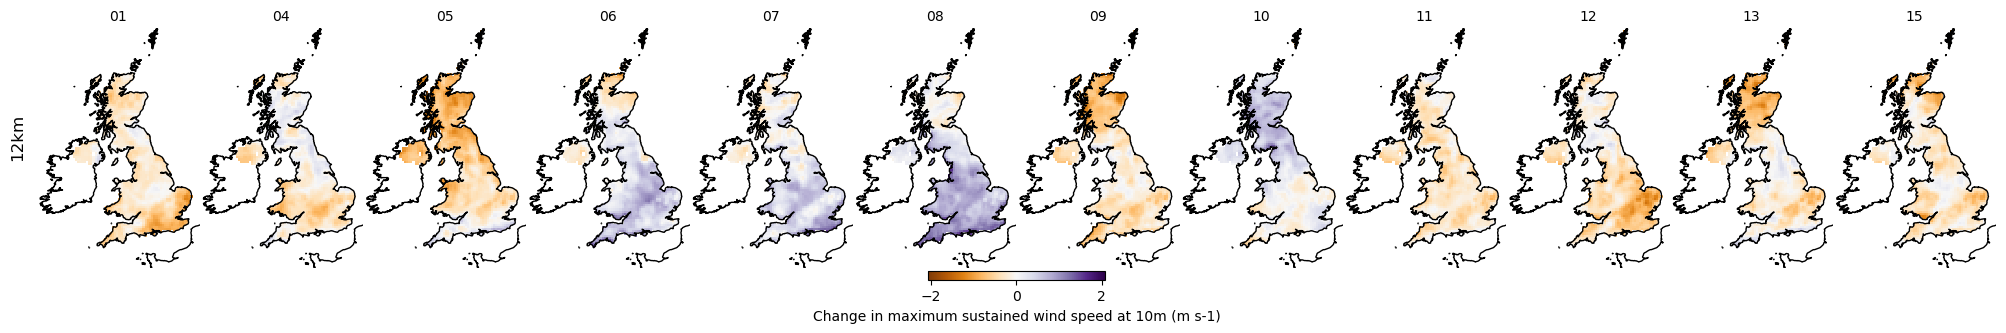 01 04 05 06 07 08 09 10 11 12 13 15
12km
−2 0 2
Change in maximum sustained wind speed at 10m (m s-1)